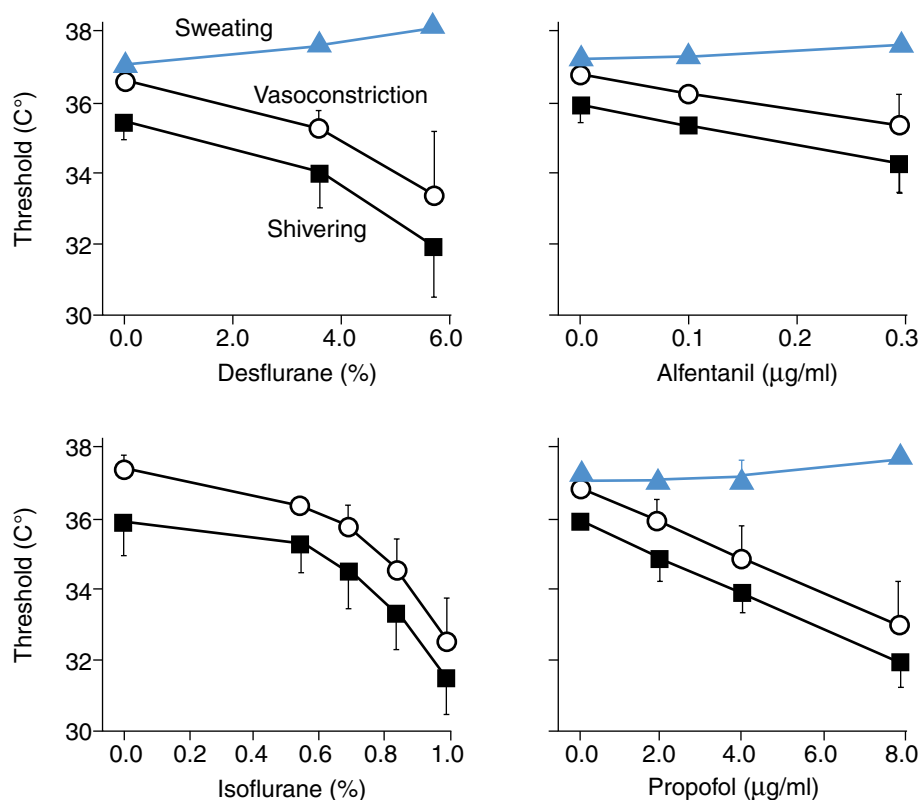 38
36
34
32
30
Threshold (C°)
Sweating
Vasoconstriction
Shivering
0.0 2.0 4.0 6.0
Desflurane (%)
0.0 0.1 0.2 0.3
Alfentanil (μg/ml)
38
36
34
32
30
Threshold (C°)
0.0 0.2 0.4 0.6 0.8 1.0
Isoflurane (%)
0.0 2.0 4.0 6.0 8.0
Propofol (μg/ml)